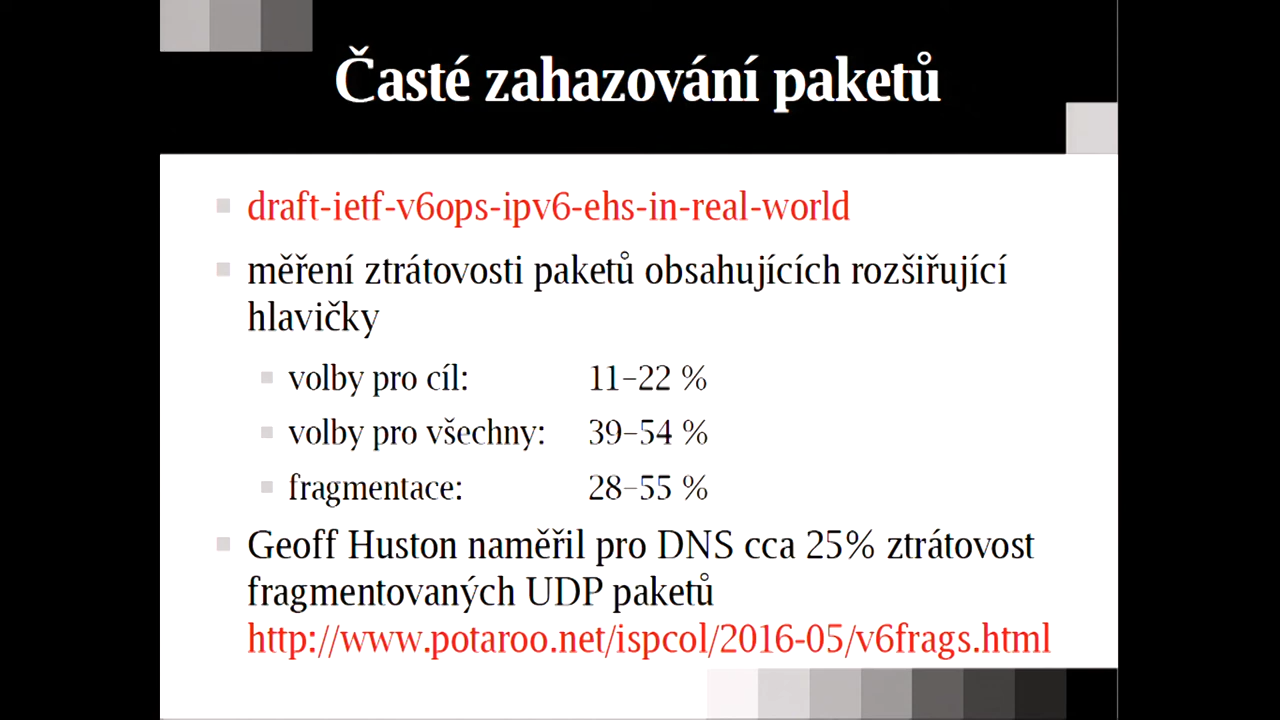 Časté zahazování paketů
draft-ietf-v6ops-ipv6-ehs-in-real-world
měření ztrátovosti paketů obsahujících rozšiřující
hlavičky
volby pro cíl: 11–22 %
volby pro všechny: 39–54 %
fragmentace: 28–55 %
Geoff Huston naměřil pro DNS cca 25% ztrátovost
fragmentovaných UDP paketů
http://www.potaroo.net/ispcol/2016-05/v6frags.html